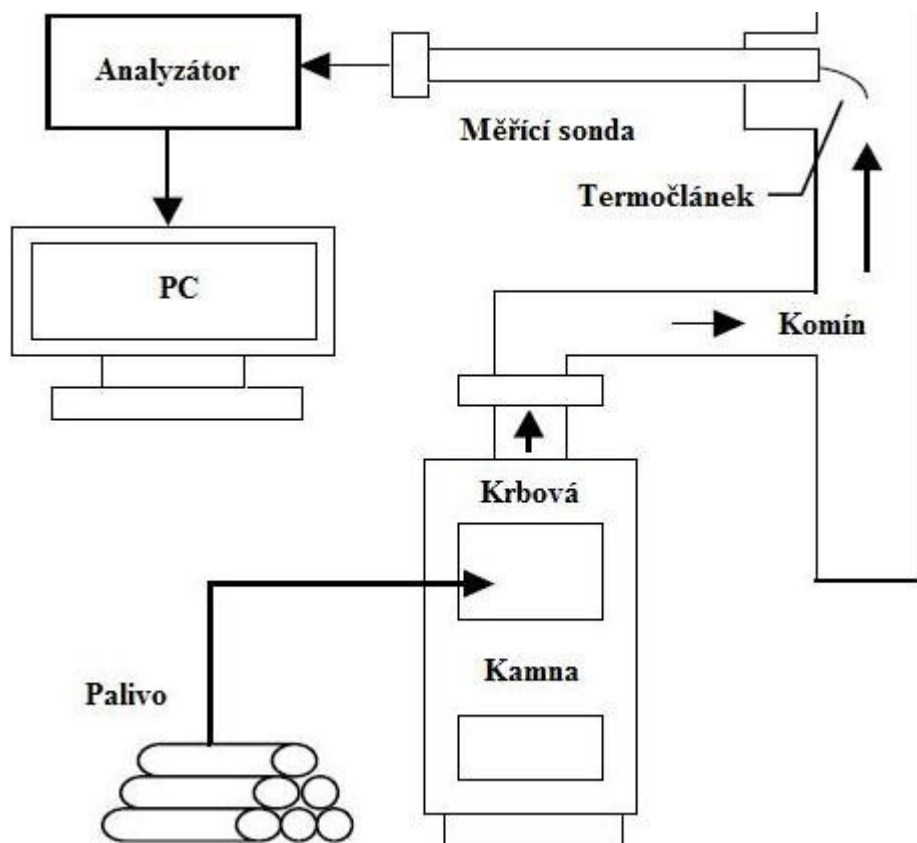 Analyzátor
Měřící sonda
Termočlánek
PC
Komín
Krbová
Kamna
Palivo